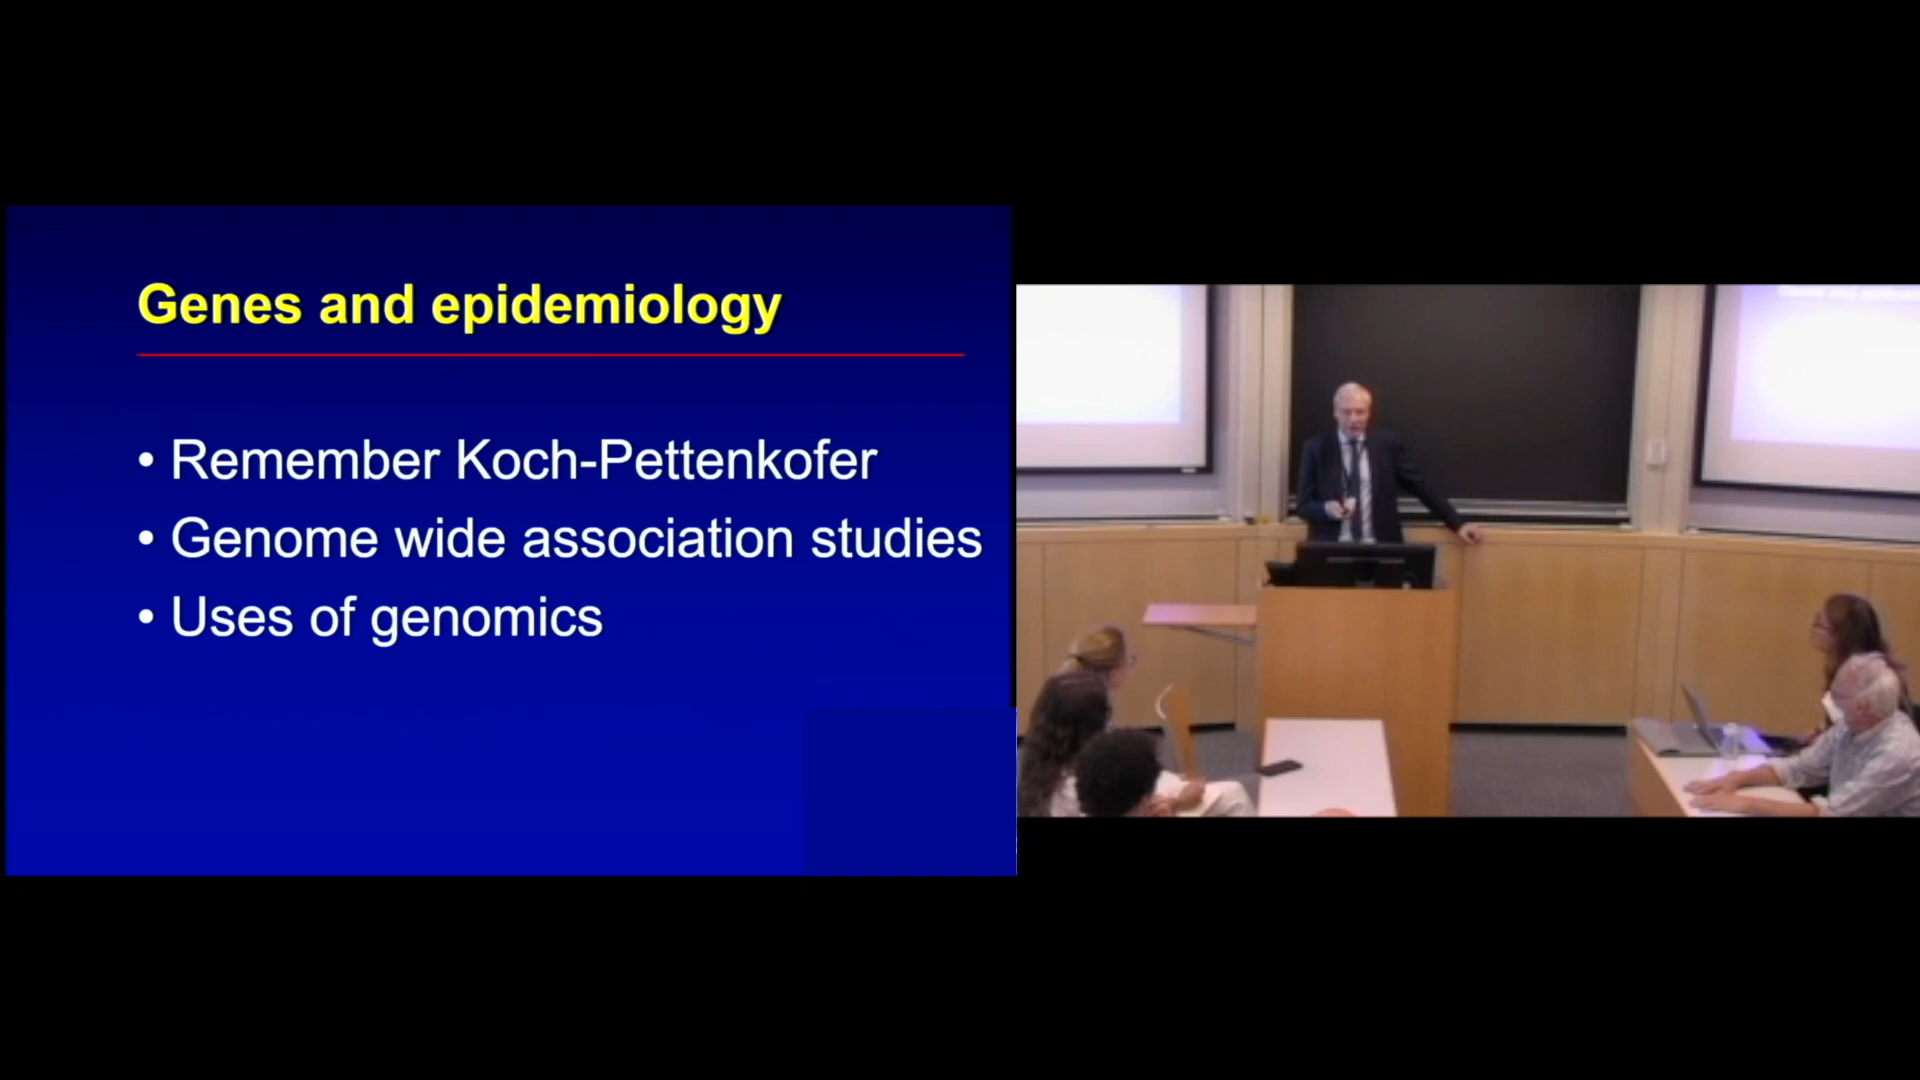 Genes and epidemiology
• Remember Koch-Pettenkofer
• Genome wide association studies
• Uses of genomics